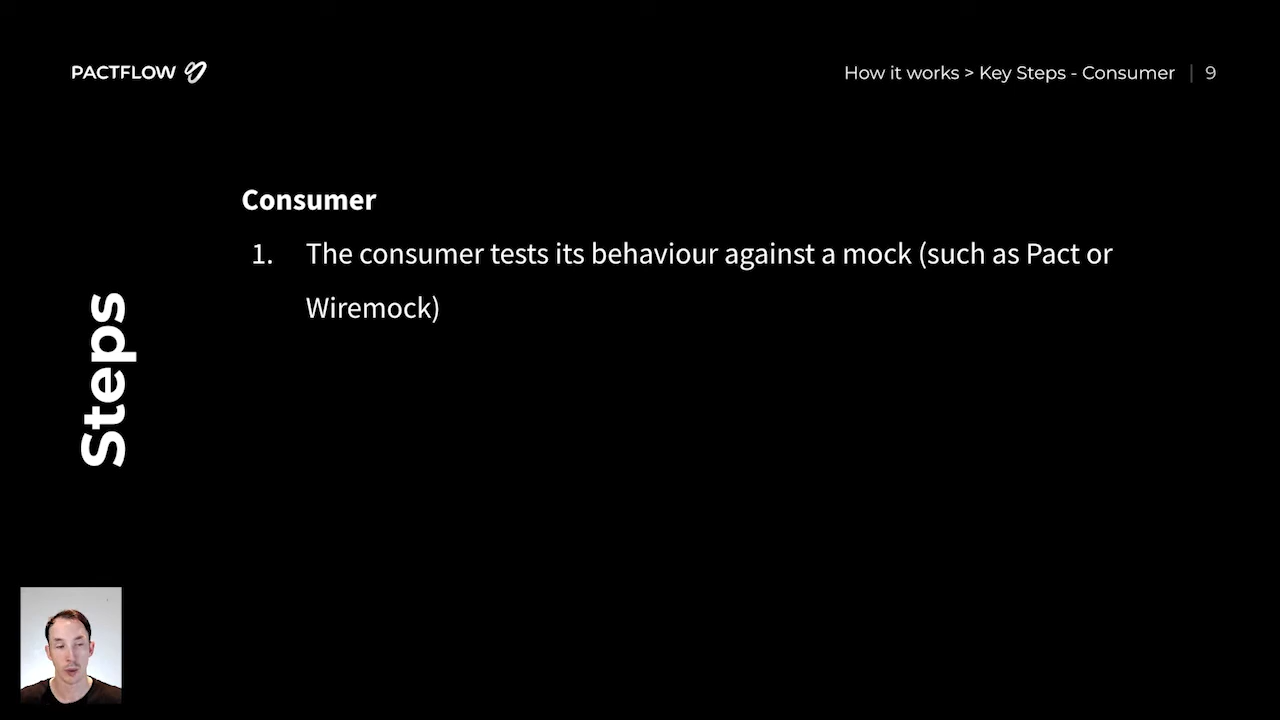 PACTFLOW
How it works > Key Steps - Consumer | 9
Consumer
1. The consumer tests its behaviour against a mock (such as Pact or
Wiremock)
Steps